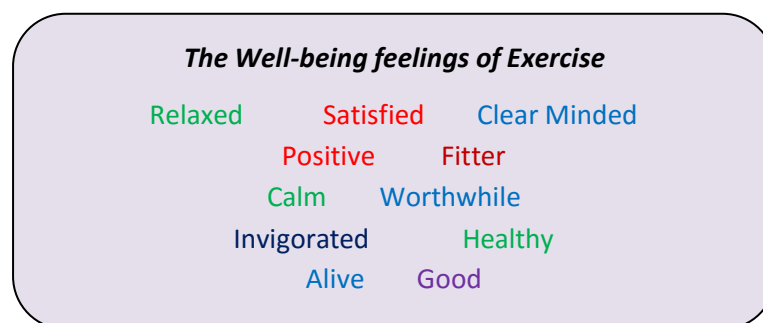 The Well-being feelings of Exercise
Relaxed Satisfied Clear Minded
Positive Fitter
Calm Worthwhile
Invigorated Healthy
Alive Good